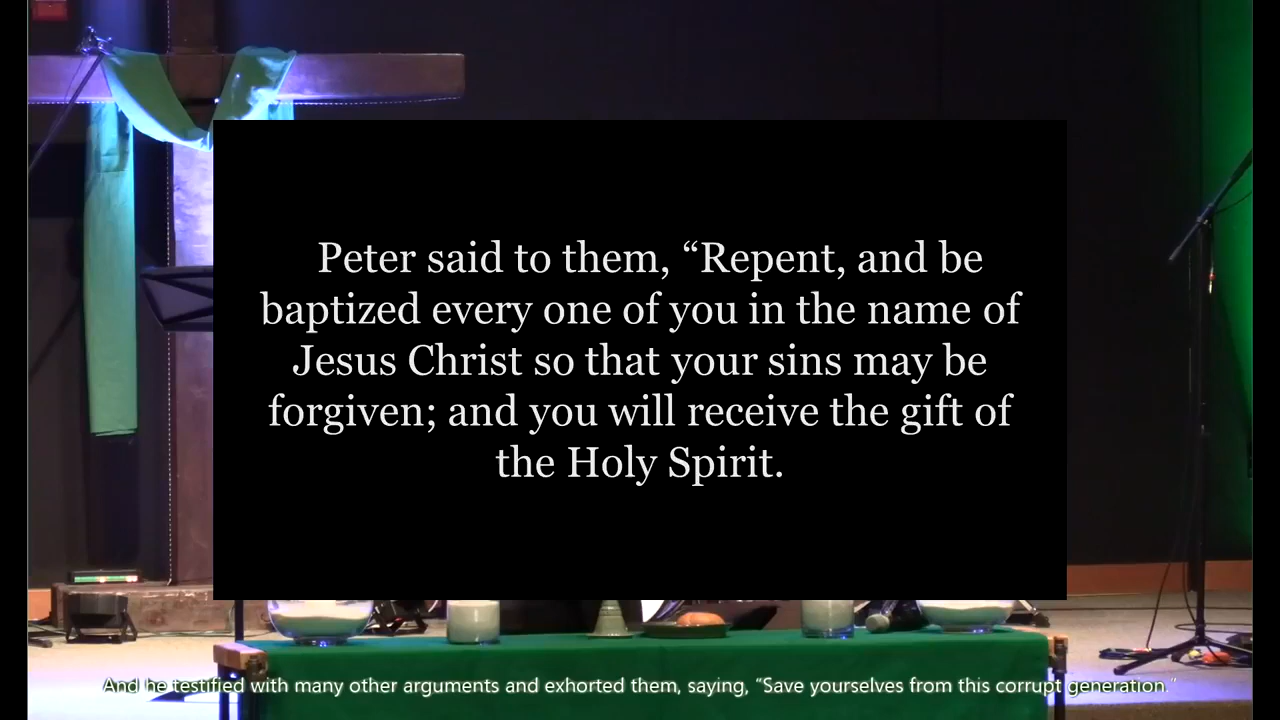 Peter said to them, “Repent, and be
baptized every one of you in the name of
Jesus Christ so that your sins may be
forgiven; and you will receive the gift of
the Holy Spirit.
And he testified with many other arguments and exhorted them, saying, “Save yourselves from this corrupt generation.”